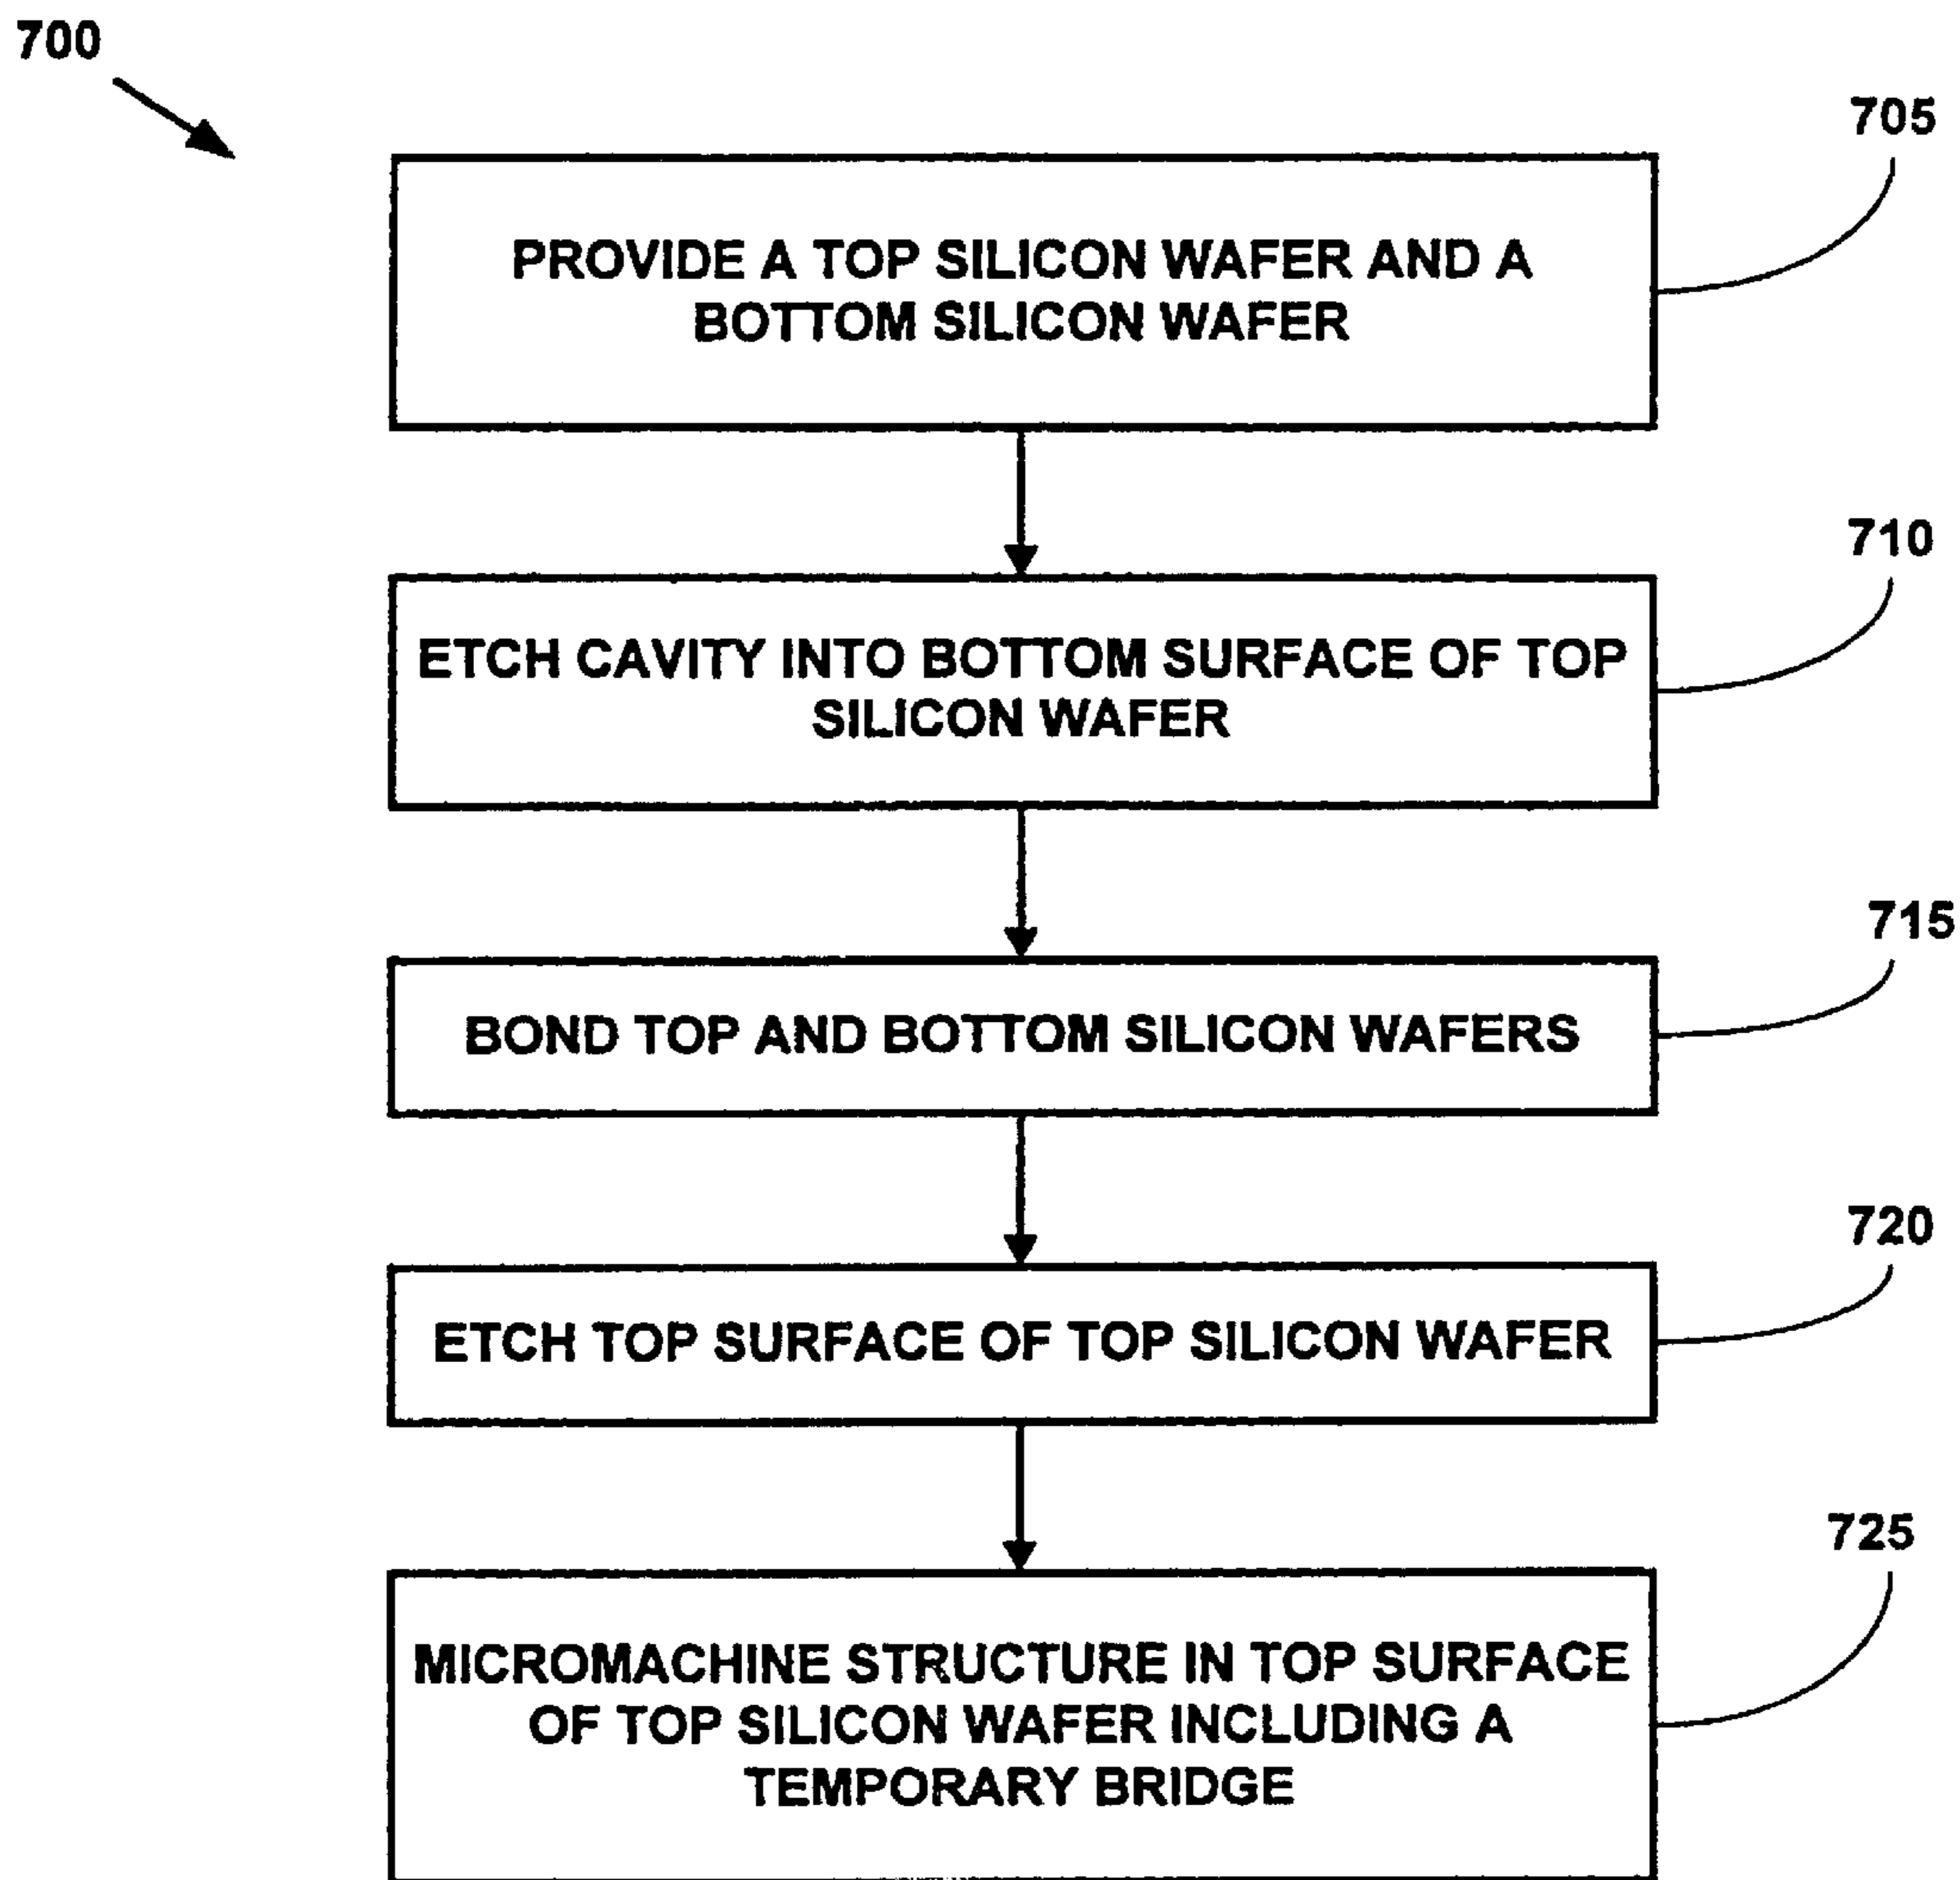 700
705
PROVIDE A TOP SILICON WAFER AND A
BOTTOM SILICON WAFER
710
ETCH CAVITY INTO BOTTOM SURFACE OF TOP
SILICON WAFER
715
BOND TOP AND BOTTOM SILICON WAFERS
720
ETCH TOP SURFACE OF TOP SILICON WAFER
725
MICROMACHINE STRUCTURE IN TOP SURFACE
OF TOP SILICON WAFER INCLUDING A
TEMPORARY BRIDGE